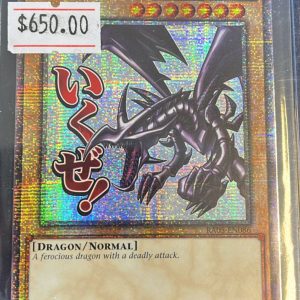 $650.00
いくぜ!
[DRAGON/NORMAL]
A ferocious dragon with a deadly attack.